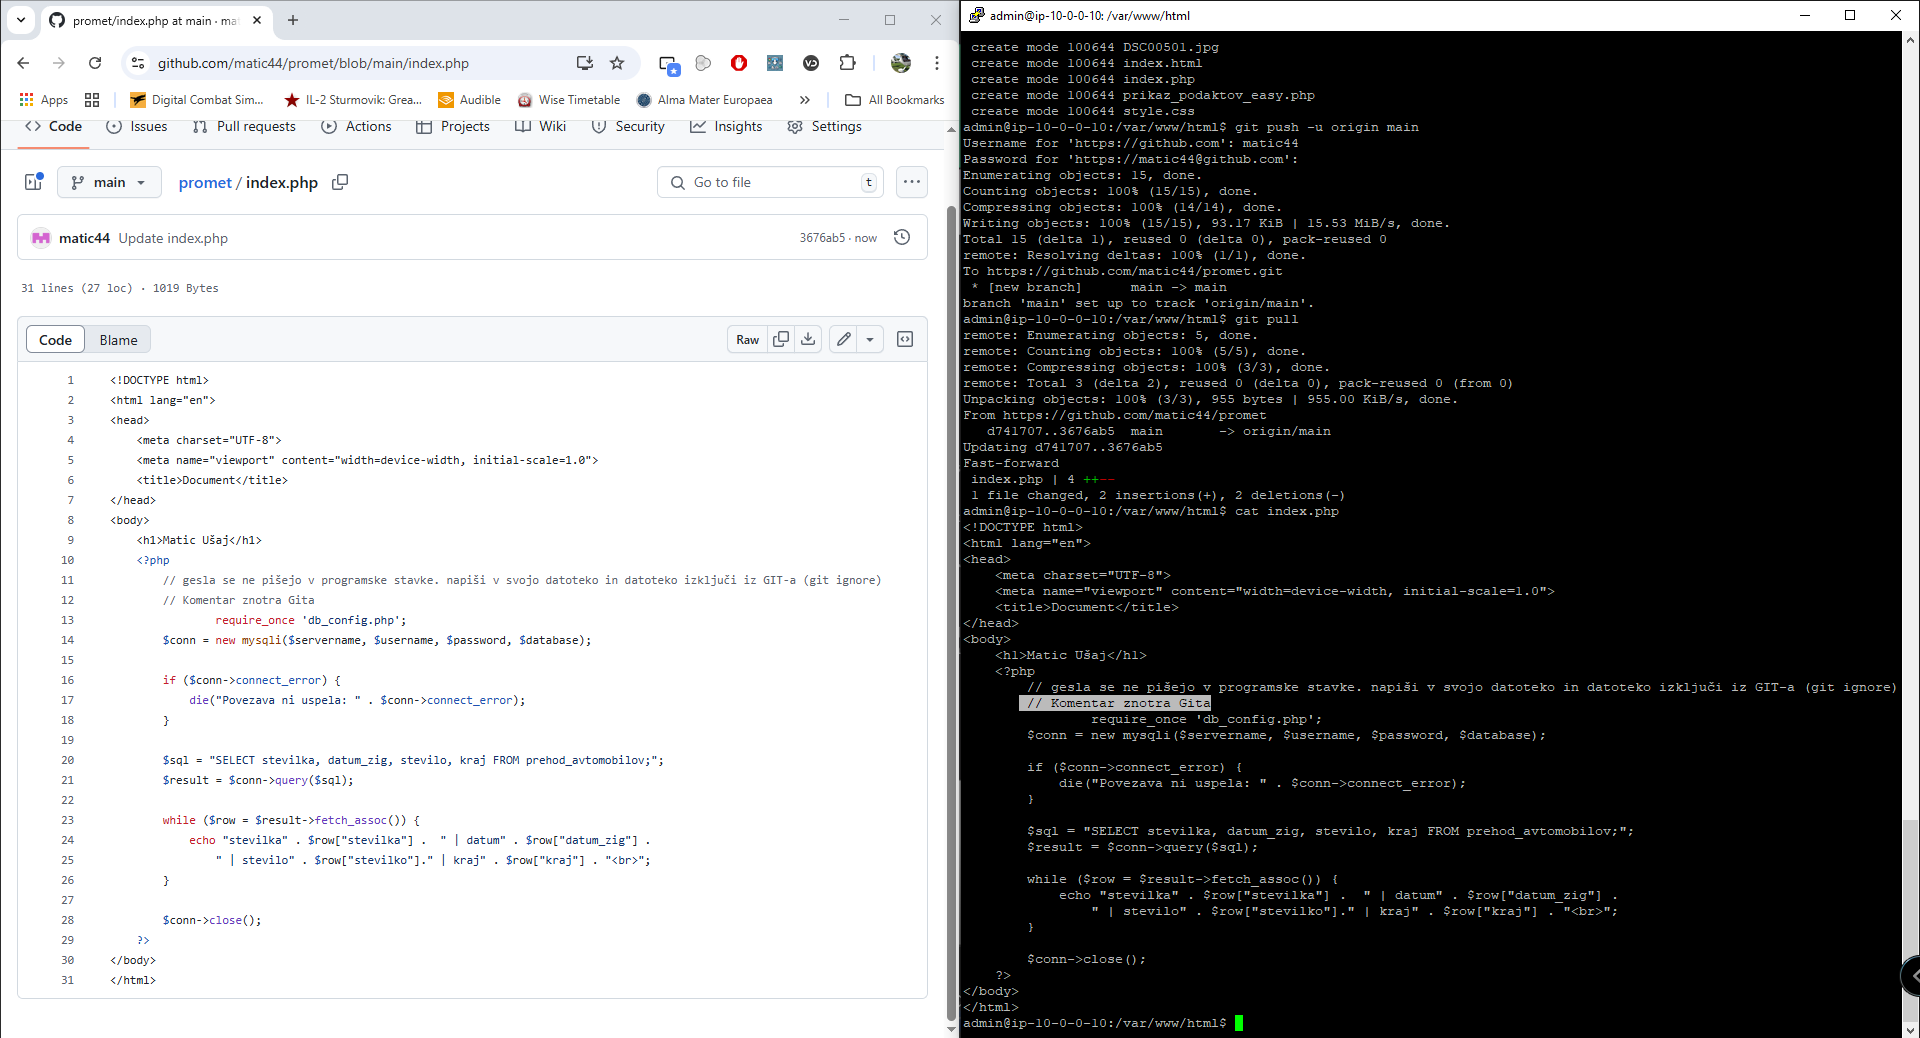 promet/index.php at main · mat
github.com/matic44/promet/blob/main/index.php
Apps
Digital Combat Sim...
IL-2 Sturmovik: Grea...
Audible
Wise Timetable
Alma Mater Europaea
»
All Bookmarks
Code
Issues
Pull requests
Actions
Projects
Wiki
Security
Insights
Settings
main
promet / index.php
Go to file
t
matic44 Update index.php
3676ab5 · now
31 lines (27 loc) · 1019 Bytes
Code
Blame
Raw
1 <!DOCTYPE html>
2 <html lang="en">
3 <head>
4 <meta charset="UTF-8">
5 <meta name="viewport" content="width=device-width, initial-scale=1.0">
6 <title>Document</title>
7 </head>
8 <body>
9 <h1>Matic Ušaj</h1>
10 <?php
11 // gesla se ne pišejo v programske stavke. napiši v svojo datoteko in datoteko izključi iz GIT-a (git ignore)
12 // Komentar znotra Gita
13 require_once 'db_config.php';
14 $conn = new mysqli($servername, $username, $password, $database);
15
16 if ($conn->connect_error) {
17 die("Povezava ni uspela: " . $conn->connect_error);
18 }
19
20 $sql = "SELECT stevilka, datum_zig, stevilo, kraj FROM prehod_avtomobilov;";
21 $result = $conn->query($sql);
22
23 while ($row = $result->fetch_assoc()) {
24 echo "stevilka" . $row["stevilka"] . " | datum" . $row["datum_zig"] .
25 " | stevilo" . $row["stevilko"]." | kraj" . $row["kraj"] . "<br>";
26 }
27
28 $conn->close();
29 ?>
30 </body>
31 </html>
admin@ip-10-0-0-10: /var/www/html
create mode 100644 DSC00501.jpg
create mode 100644 index.html
create mode 100644 index.php
create mode 100644 prikaz_podaktov_easy.php
create mode 100644 style.css
admin@ip-10-0-0-10:/var/www/html$ git push -u origin main
Username for 'https://github.com': matic44
Password for 'https://matic44@github.com':
Enumerating objects: 15, done.
Counting objects: 100% (15/15), done.
Compressing objects: 100% (14/14), done.
Writing objects: 100% (15/15), 93.17 KiB | 15.53 MiB/s, done.
Total 15 (delta 1), reused 0 (delta 0), pack-reused 0
remote: Resolving deltas: 100% (1/1), done.
To https://github.com/matic44/promet.git
* [new branch] main -> main
branch 'main' set up to track 'origin/main'.
admin@ip-10-0-0-10:/var/www/html$ git pull
remote: Enumerating objects: 5, done.
remote: Counting objects: 100% (5/5), done.
remote: Compressing objects: 100% (3/3), done.
remote: Total 3 (delta 2), reused 0 (delta 0), pack-reused 0 (from 0)
Unpacking objects: 100% (3/3), 955 bytes | 955.00 KiB/s, done.
From https://github.com/matic44/promet
d741707..3676ab5 main -> origin/main
Updating d741707..3676ab5
Fast-forward
index.php | 4 ++--
1 file changed, 2 insertions(+), 2 deletions(-)
admin@ip-10-0-0-10:/var/www/html$ cat index.php
<!DOCTYPE html>
<html lang="en">
<head>
<meta charset="UTF-8">
<meta name="viewport" content="width=device-width, initial-scale=1.0">
<title>Document</title>
</head>
<body>
<h1>Matic Ušaj</h1>
<?php
// gesla se ne pišejo v programske stavke. napiši v svojo datoteko in datoteko izključi iz GIT-a (git ignore)
// Komentar znotra Gita
require_once 'db_config.php';
$conn = new mysqli($servername, $username, $password, $database);
if ($conn->connect_error) {
die("Povezava ni uspela: " . $conn->connect_error);
}
$sql = "SELECT stevilka, datum_zig, stevilo, kraj FROM prehod_avtomobilov;";
$result = $conn->query($sql);
while ($row = $result->fetch_assoc()) {
echo "stevilka" . $row["stevilka"] . " | datum" . $row["datum_zig"] .
" | stevilo" . $row["stevilko"]." | kraj" . $row["kraj"] . "<br>";
}
$conn->close();
?>
</body>
</html>
admin@ip-10-0-0-10:/var/www/html$